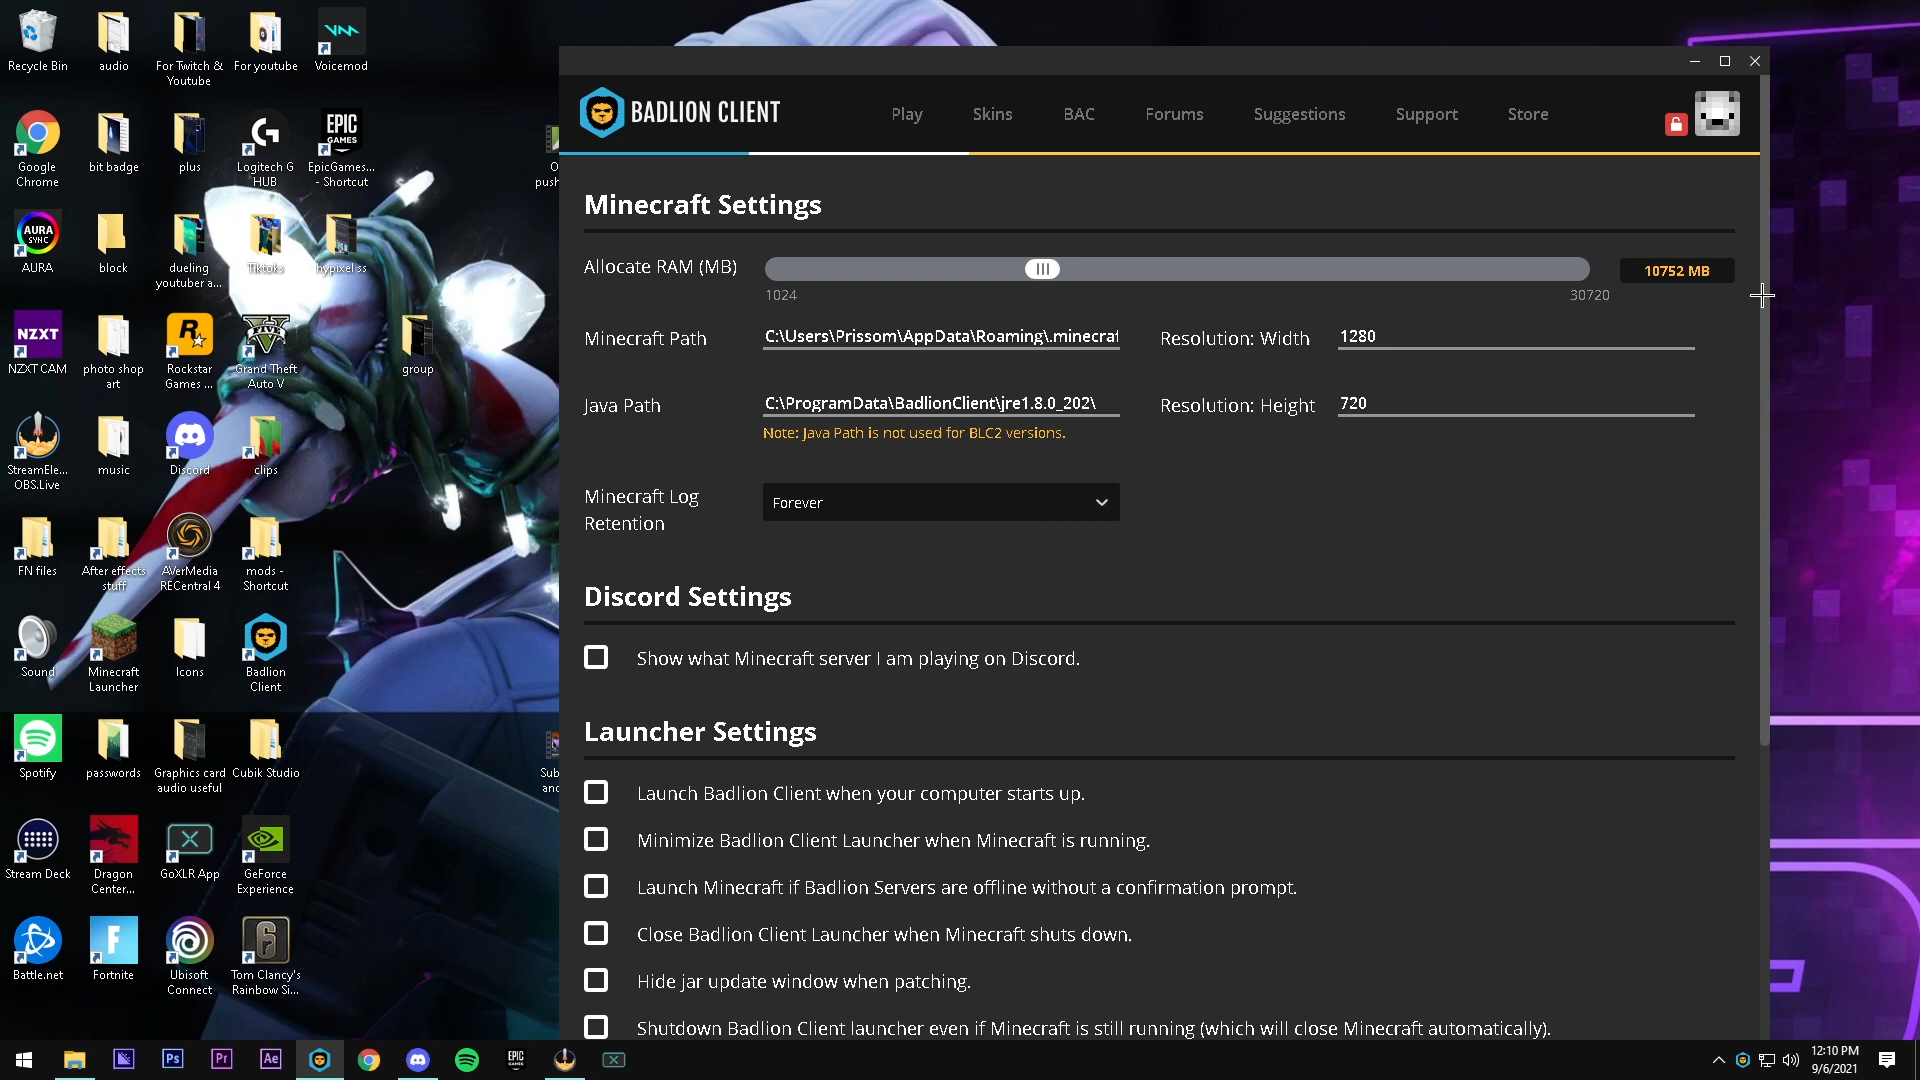 Recycle Bin
audio
For Twitch &
Youtube
For youtube
Voicemod
Google
Chrome
bit badge
plus
Logitech G
HUB
EPIC
GAMES
EpicGames...
- Shortcut
AURA
SYNC
AURA
block
dueling
youtuber a...
Tiktoks
hypixel ss
NZXT
NZXT CAM
photo shop
art
Rockstar
Games ...
FIVE
Grand Theft
Auto V
group
StreamEle...
OBS.Live
music
Discord
clips
FN files
After effects
stuff
AVerMedia
RECentral 4
mods -
Shortcut
Sound
Minecraft
Launcher
Icons
Badlion
Client
Spotify
passwords
Graphics card
audio useful
Cubik Studio
Stream Deck
Dragon
Center...
GoXLR App
GeForce
Experience
Battle.net
Fortnite
Ubisoft
Connect
Tom Clancy's
Rainbow Si...
BADLION CLIENT
Play
Skins
BAC
Forums
Suggestions
Support
Store
Minecraft Settings
Allocate RAM (MB)
10752 MB
1024
30720
Minecraft Path
C:\Users\Prissom\AppData\Roaming\.minecraf
Resolution: Width
1280
Java Path
C:\ProgramData\BadlionClient\jre1.8.0_202\
Resolution: Height
720
Note: Java Path is not used for BLC2 versions.
Minecraft Log
Retention
Forever
Discord Settings
Show what Minecraft server I am playing on Discord.
Launcher Settings
Launch Badlion Client when your computer starts up.
Minimize Badlion Client Launcher when Minecraft is running.
Launch Minecraft if Badlion Servers are offline without a confirmation prompt.
Close Badlion Client Launcher when Minecraft shuts down.
Hide jar update window when patching.
Shutdown Badlion Client launcher even if Minecraft is still running (which will close Minecraft automatically).
Ps
Pr
Ae
EPIC
12:10 PM
9/6/2021